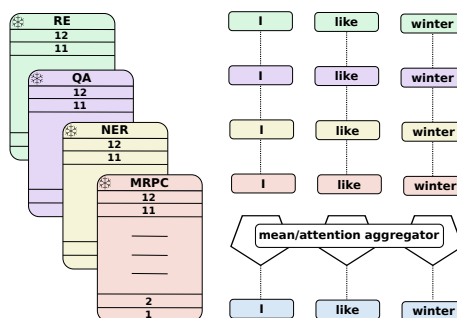 RE
12
11
QA
12
11
NER
12
11
MRPC
12
11
2
1
I like winter
I like winter
I like winter
I like winter
mean/attention aggregator
I like winter